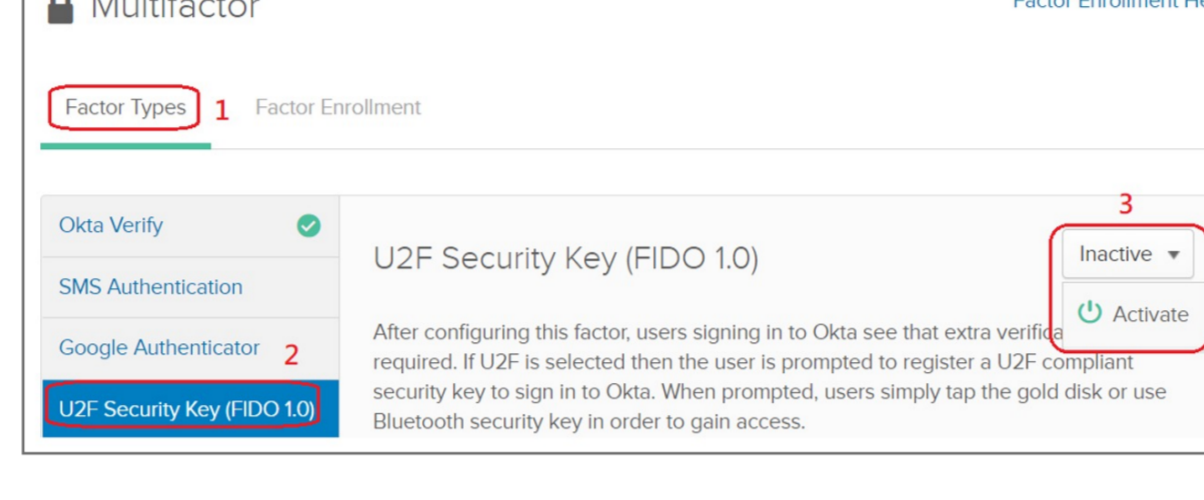 Multifactor
Factor Enrollment He
Factor Types 1 Factor Enrollment
3
Okta Verify
U2F Security Key (FIDO 1.0)
Inactive
Activate
SMS Authentication
Google Authenticator 2
U2F Security Key (FIDO 1.0)
After configuring this factor, users signing in to Okta see that extra verifica
required. If U2F is selected then the user is prompted to register a U2F compliant
security key to sign in to Okta. When prompted, users simply tap the gold disk or use
Bluetooth security key in order to gain access.